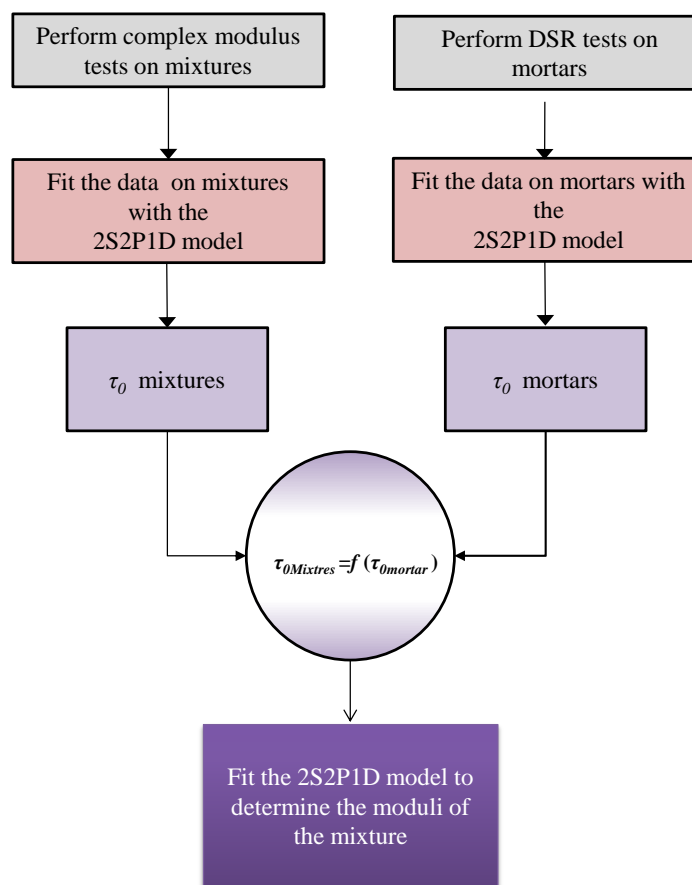 Perform complex modulus
tests on mixtures
Perform DSR tests on
mortars
Fit the data on mixtures
with the
2S2P1D model
Fit the data on mortars with
the
2S2P1D model
τ0 mixtures
τ0 mortars
τ0Mixtres=f (τ0mortar)
Fit the 2S2P1D model to
determine the moduli of
the mixture